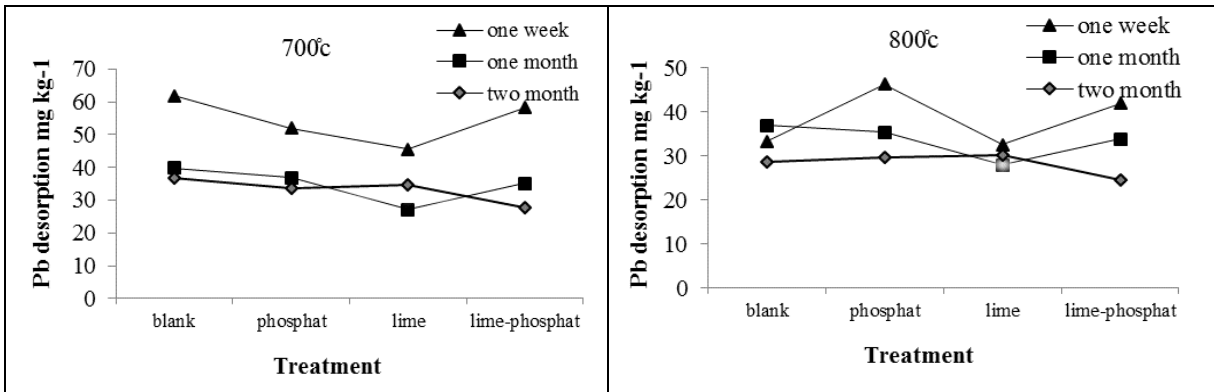 700°c
one week
one month
two month
70
60
50
40
30
20
10
0
Pb desorption mg kg-1
blank phosphat lime lime-phosphat
Treatment
800°c
one week
one month
two month
50
40
30
20
10
0
Pb desorption mg kg-1
blank phosphat lime lime-phosphat
Treatment